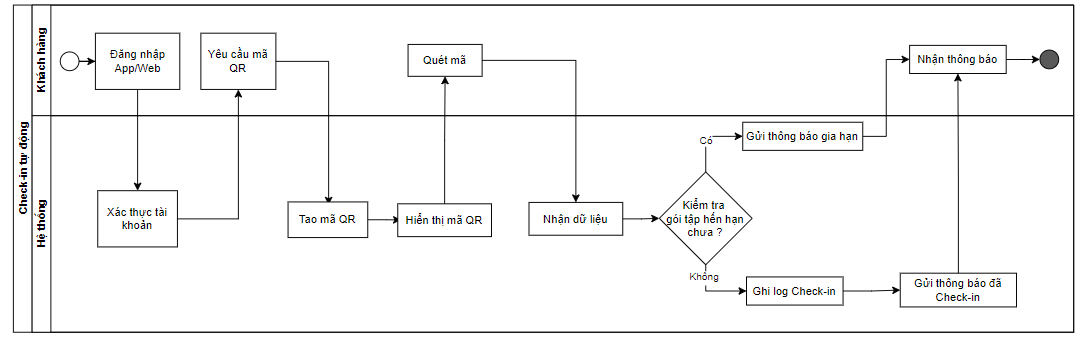 Check-in tự động
Khách hàng
Hệ thống
Đăng nhập
App/Web
Yêu cầu mã
QR
Quét mã
Nhận thông báo
Xác thực tài
khoản
Tao mã QR
Hiển thị mã QR
Nhận dữ liệu
Kiểm tra
gói tập hến hạn
chưa ?
Có
Gửi thông báo gia hạn
Không
Ghi log Check-in
Gửi thông báo đã
Check-in